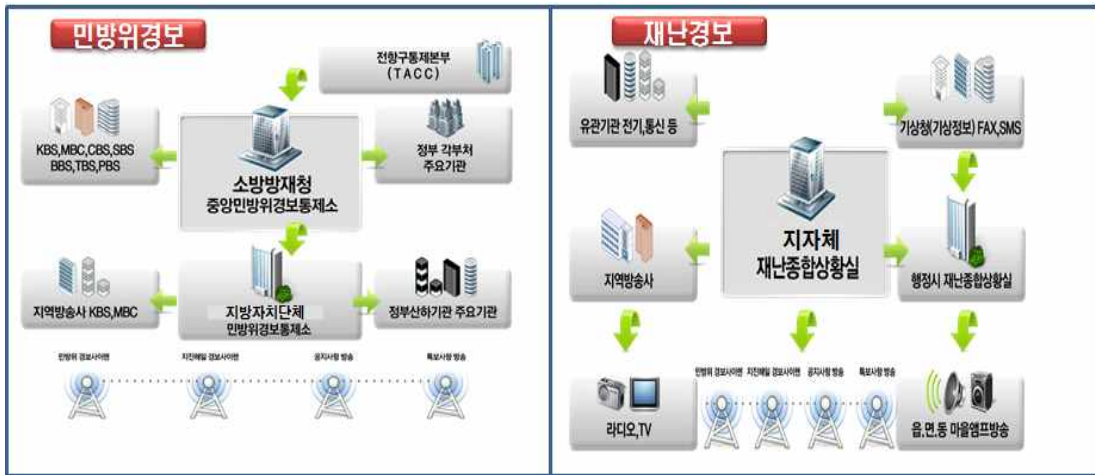 민방위경보
전항구통제본부
(TACC)
KBS,MBC,CBS,SBS
BBS,TBS,PBS
정부 각부처
주요기관
소방방재청
중앙민방위경보통제소
지역방송사 KBS,MBC
지방자치단체
민방위경보통제소
정부산하기관 주요기관
민방위 경보사이렌
지진해일 경보사이렌
공지사항 방송
특보사항 방송
재난경보
유관기관 전기,통신 등
기상청(기상정보) FAX,SMS
지자체
재난종합상황실
지역방송사
행정시 재난종합상황실
민방위 경보사이렌
지진해일 경보사이렌
공지사항 방송
특보사항 방송
라디오,TV
읍.면.동 마을앰프방송